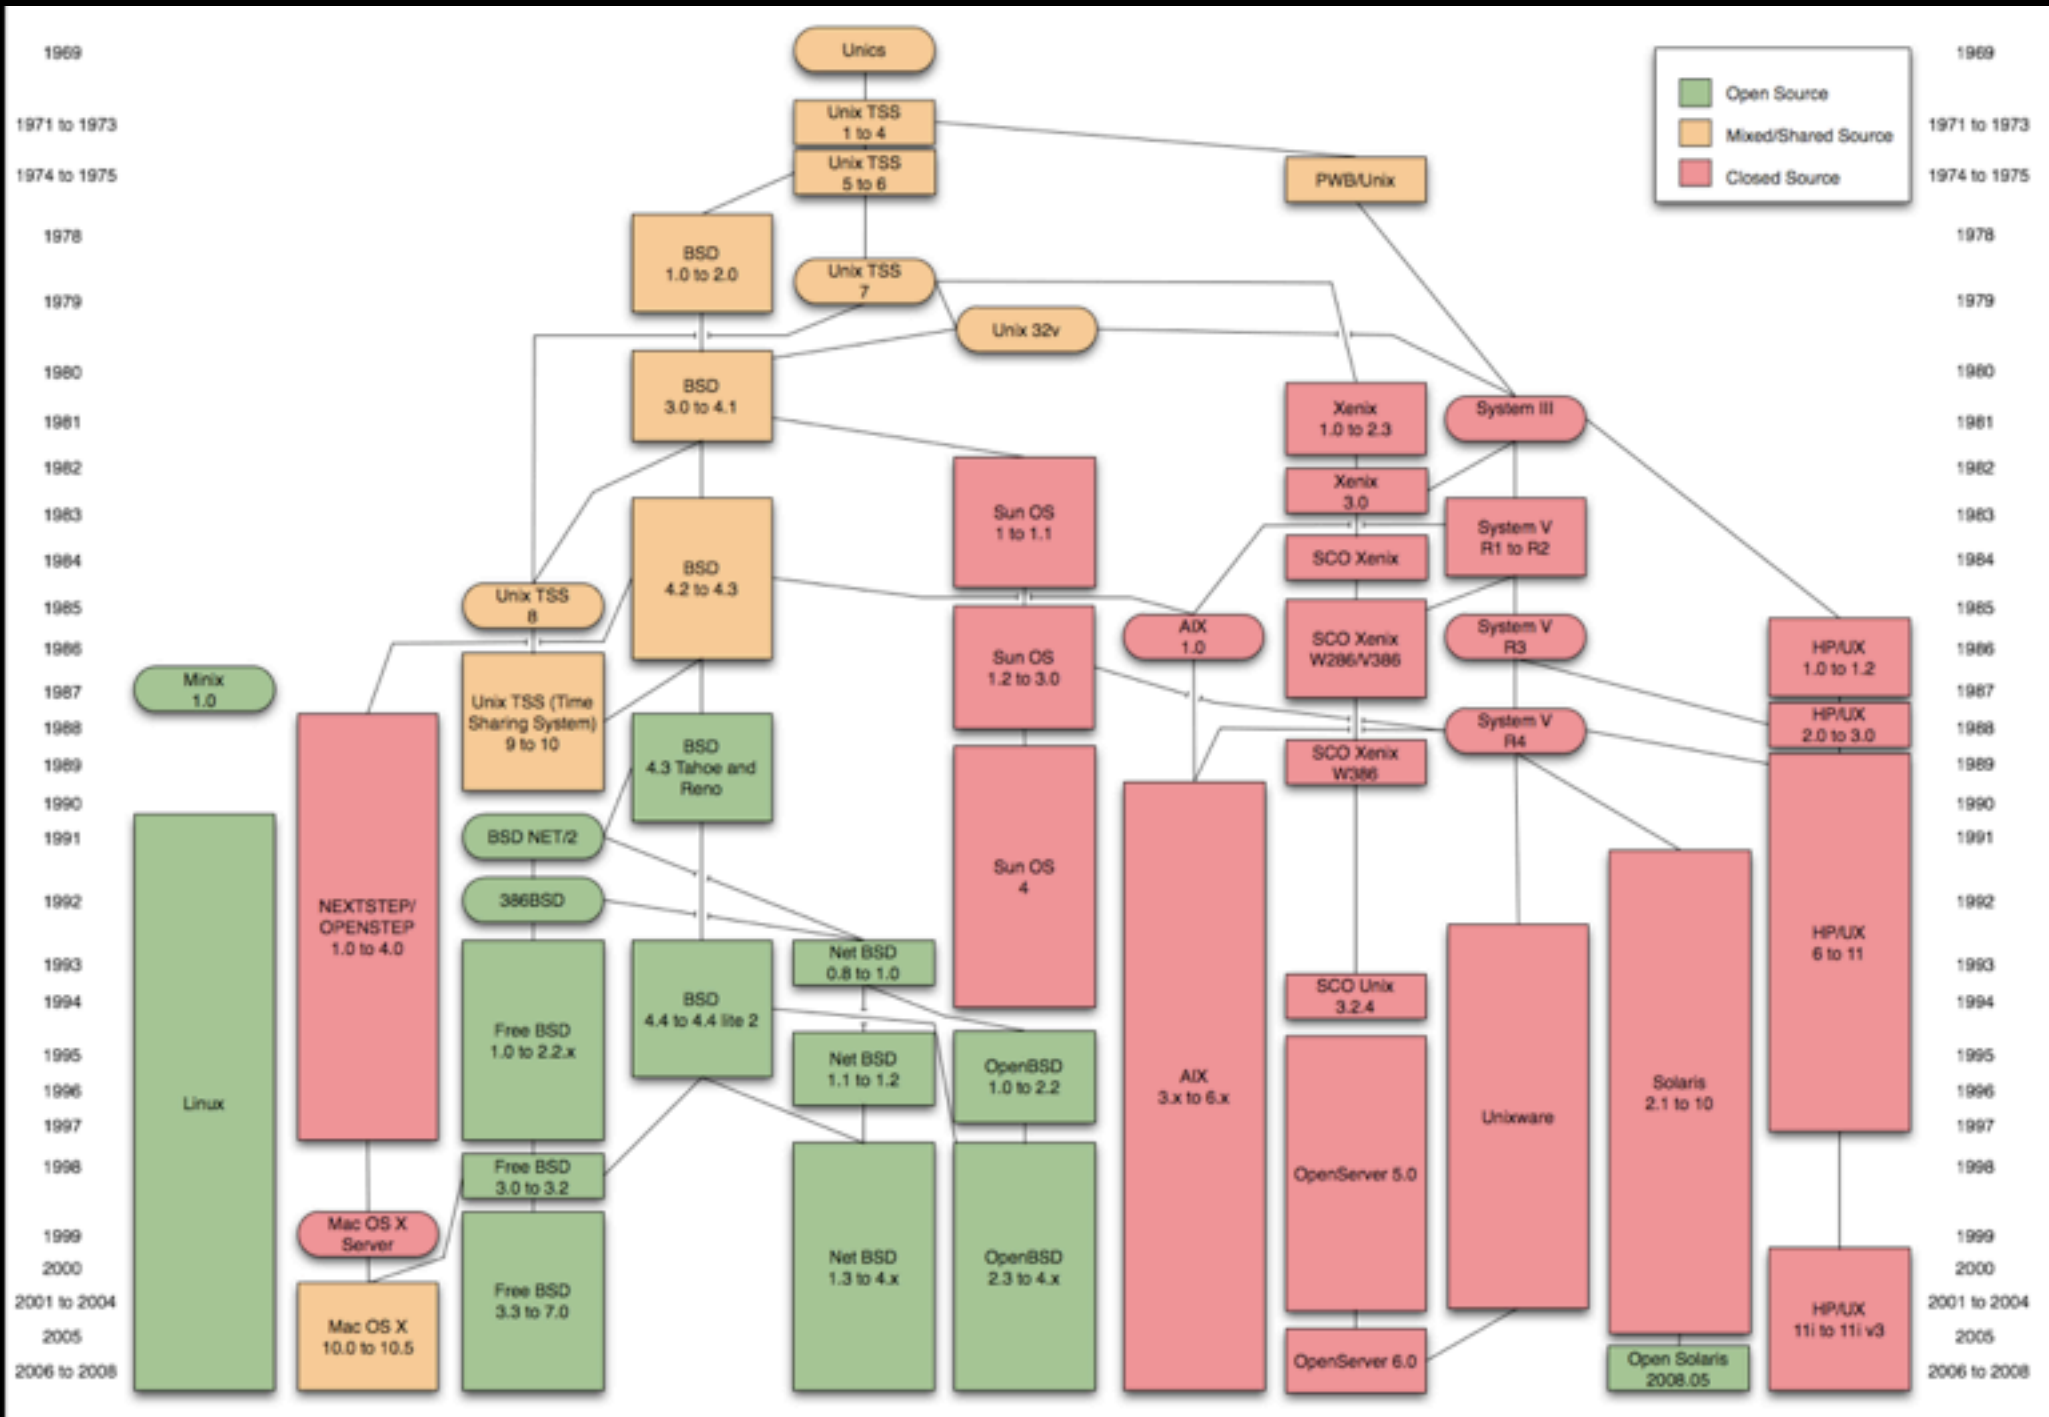 1969
1971 to 1973
1974 to 1975
1978
1979
1980
1981
1982
1983
1984
1985
1986
1987
1988
1989
1990
1991
1992
1993
1994
1995
1996
1997
1998
1999
2000
2001 to 2004
2005
2006 to 2008
Unics
Unix TSS
1 to 4
Unix TSS
5 to 6
PWB/Unix
BSD
1.0 to 2.0
Unix TSS
7
Unix 32v
BSD
3.0 to 4.1
Xenix
1.0 to 2.3
System III
Xenix
3.0
Sun OS
1 to 1.1
BSD
4.2 to 4.3
System V
R1 to R2
SCO Xenix
Unix TSS
8
AIX
1.0
SCO Xenix
W286/V386
System V
R3
Sun OS
1.2 to 3.0
HP/UX
1.0 to 1.2
Minix
1.0
Unix TSS (Time
Sharing System)
9 to 10
System V
R4
HP/UX
2.0 to 3.0
BSD
4.3 Tahoe and
Reno
SCO Xenix
W386
BSD NET/2
Sun OS
4
386BSD
NEXTSTEP/
OPENSTEP
1.0 to 4.0
HP/UX
6 to 11
Net BSD
0.8 to 1.0
SCO Unix
3.2.4
BSD
4.4 to 4.4 lite 2
Free BSD
1.0 to 2.2.x
Net BSD
1.1 to 1.2
OpenBSD
1.0 to 2.2
AIX
3.x to 6.x
Solaris
2.1 to 10
Linux
Unixware
Free BSD
3.0 to 3.2
OpenServer 5.0
Mac OS X
Server
Net BSD
1.3 to 4.x
OpenBSD
2.3 to 4.x
Free BSD
3.3 to 7.0
HP/UX
11i to 11i v3
Mac OS X
10.0 to 10.5
OpenServer 6.0
Open Solaris
2008.05
Open Source
Mixed/Shared Source
Closed Source
1969
1971 to 1973
1974 to 1975
1978
1979
1980
1981
1982
1983
1984
1985
1986
1987
1988
1989
1990
1991
1992
1993
1994
1995
1996
1997
1998
1999
2000
2001 to 2004
2005
2006 to 2008